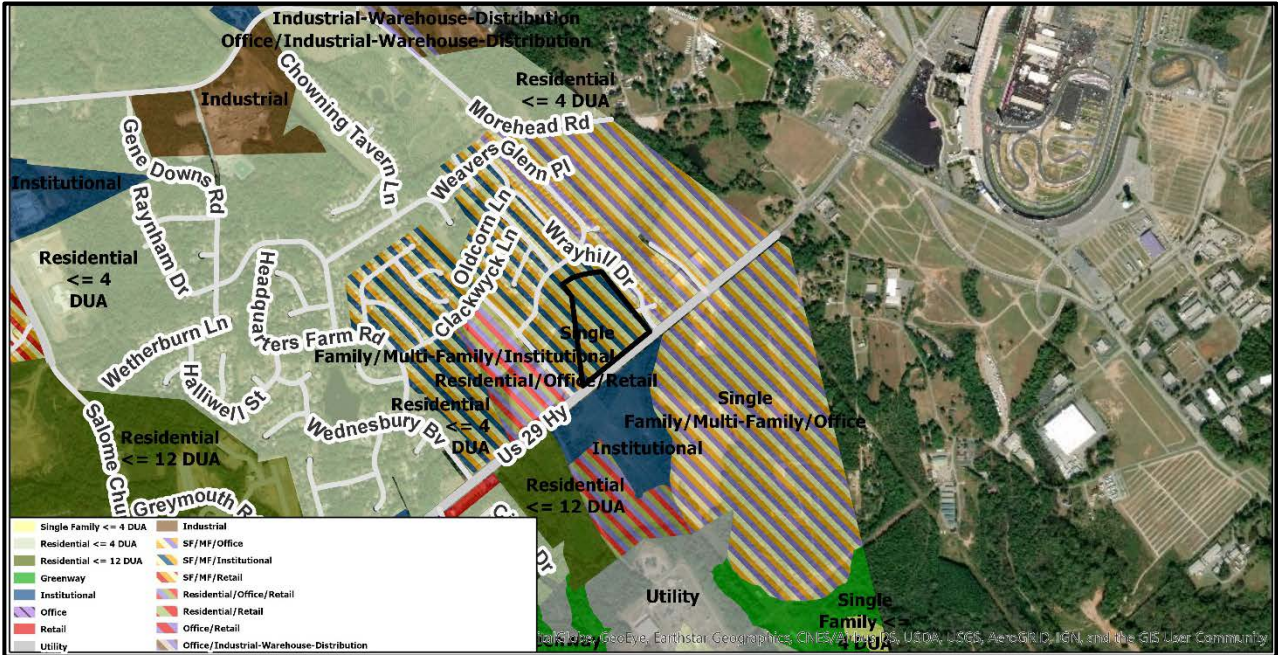 Industrial-Warehouse-Distribution
Office/Industrial-Warehouse-Distribution
Residential
<= 4 DUA
Industrial
Chowning Tavern Ln
Morehead Rd
Gene Downs Rd
Weavers Glenn Pl
Institutional
Raynham Dr
Oldcorn Ln
Wrayhill Dr
Clackwyck Ln
Residential
<= 4
DUA
Headquarters Farm Rd
Single
Family/Multi-Family/Institutional
Wetherburn Ln
Residential/Office/Retail
Halliwell St
Residential
<= 4
DUA
Single
Family/Multi-Family/Office
Wednesbury Bv
Us 29 Hy
Institutional
Salome Chu
Residential
<= 12 DUA
Residential
<= 12 DUA
Greymouth R
Dr
Utility
Single
Family <=
4 DUA
Single Family <= 4 DUA
Residential <= 4 DUA
Residential <= 12 DUA
Greenway
Institutional
Office
Retail
Utility
Industrial
SF/MF/Office
SF/MF/Institutional
SF/MF/Retail
Residential/Office/Retail
Residential/Retail
Office/Retail
Office/Industrial-Warehouse-Distribution
GeoEye, Earthstar Geographics, CNES/Airbus DS, USDA, USGS, AeroGRID, IGN, and the GIS User Community